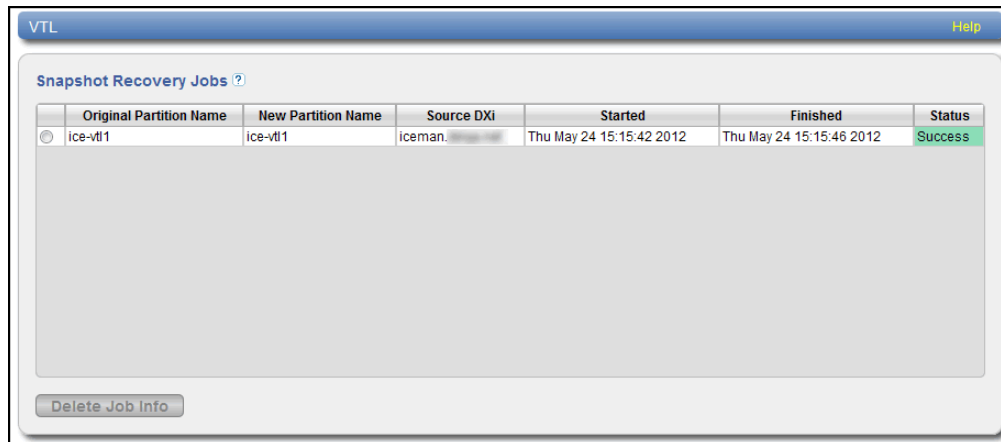 VTL Help
Snapshot Recovery Jobs ?
Original Partition Name New Partition Name Source DXi Started Finished Status
ice-vtl1 ice-vtl1 iceman. Thu May 24 15:15:42 2012 Thu May 24 15:15:46 2012 Success
Delete Job Info